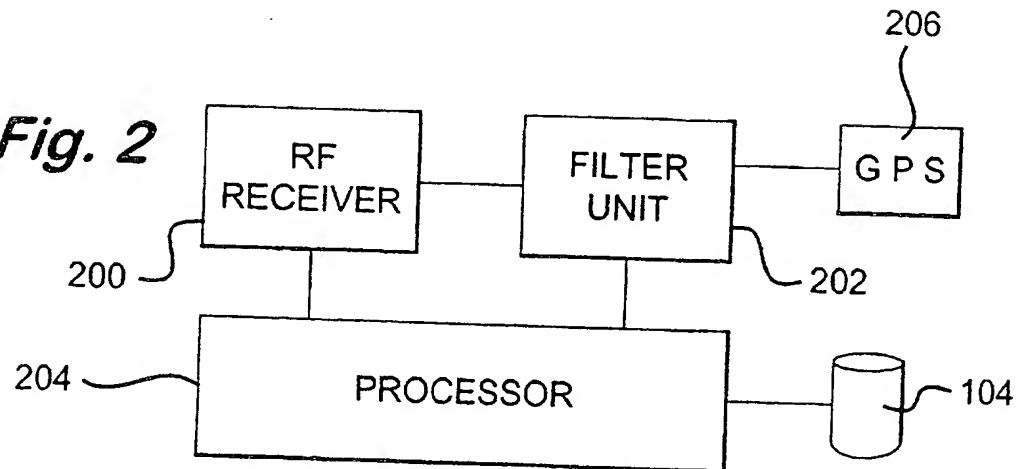 206
Fig. 2
RF
RECEIVER
FILTER
UNIT
G P S
200
202
204
PROCESSOR
104